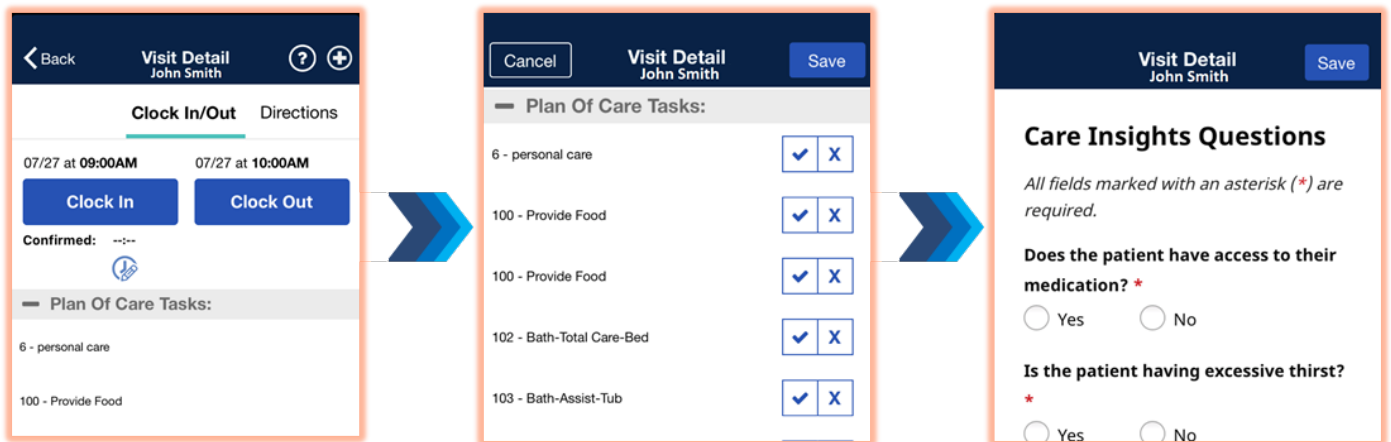 Back
Visit Detail
John Smith
Clock In/Out Directions
07/27 at 09:00AM 07/27 at 10:00AM
Clock In Clock Out
Confirmed: --:--
Plan Of Care Tasks:
6 - personal care
100 - Provide Food
Cancel Visit Detail Save
John Smith
Plan Of Care Tasks:
6 - personal care X
100 - Provide Food X
100 - Provide Food X
102 - Bath-Total Care-Bed X
103 - Bath-Assist-Tub X
Visit Detail Save
John Smith
Care Insights Questions
All fields marked with an asterisk (*) are
required.
Does the patient have access to their
medication? *
Yes No
Is the patient having excessive thirst?
*
Yes No